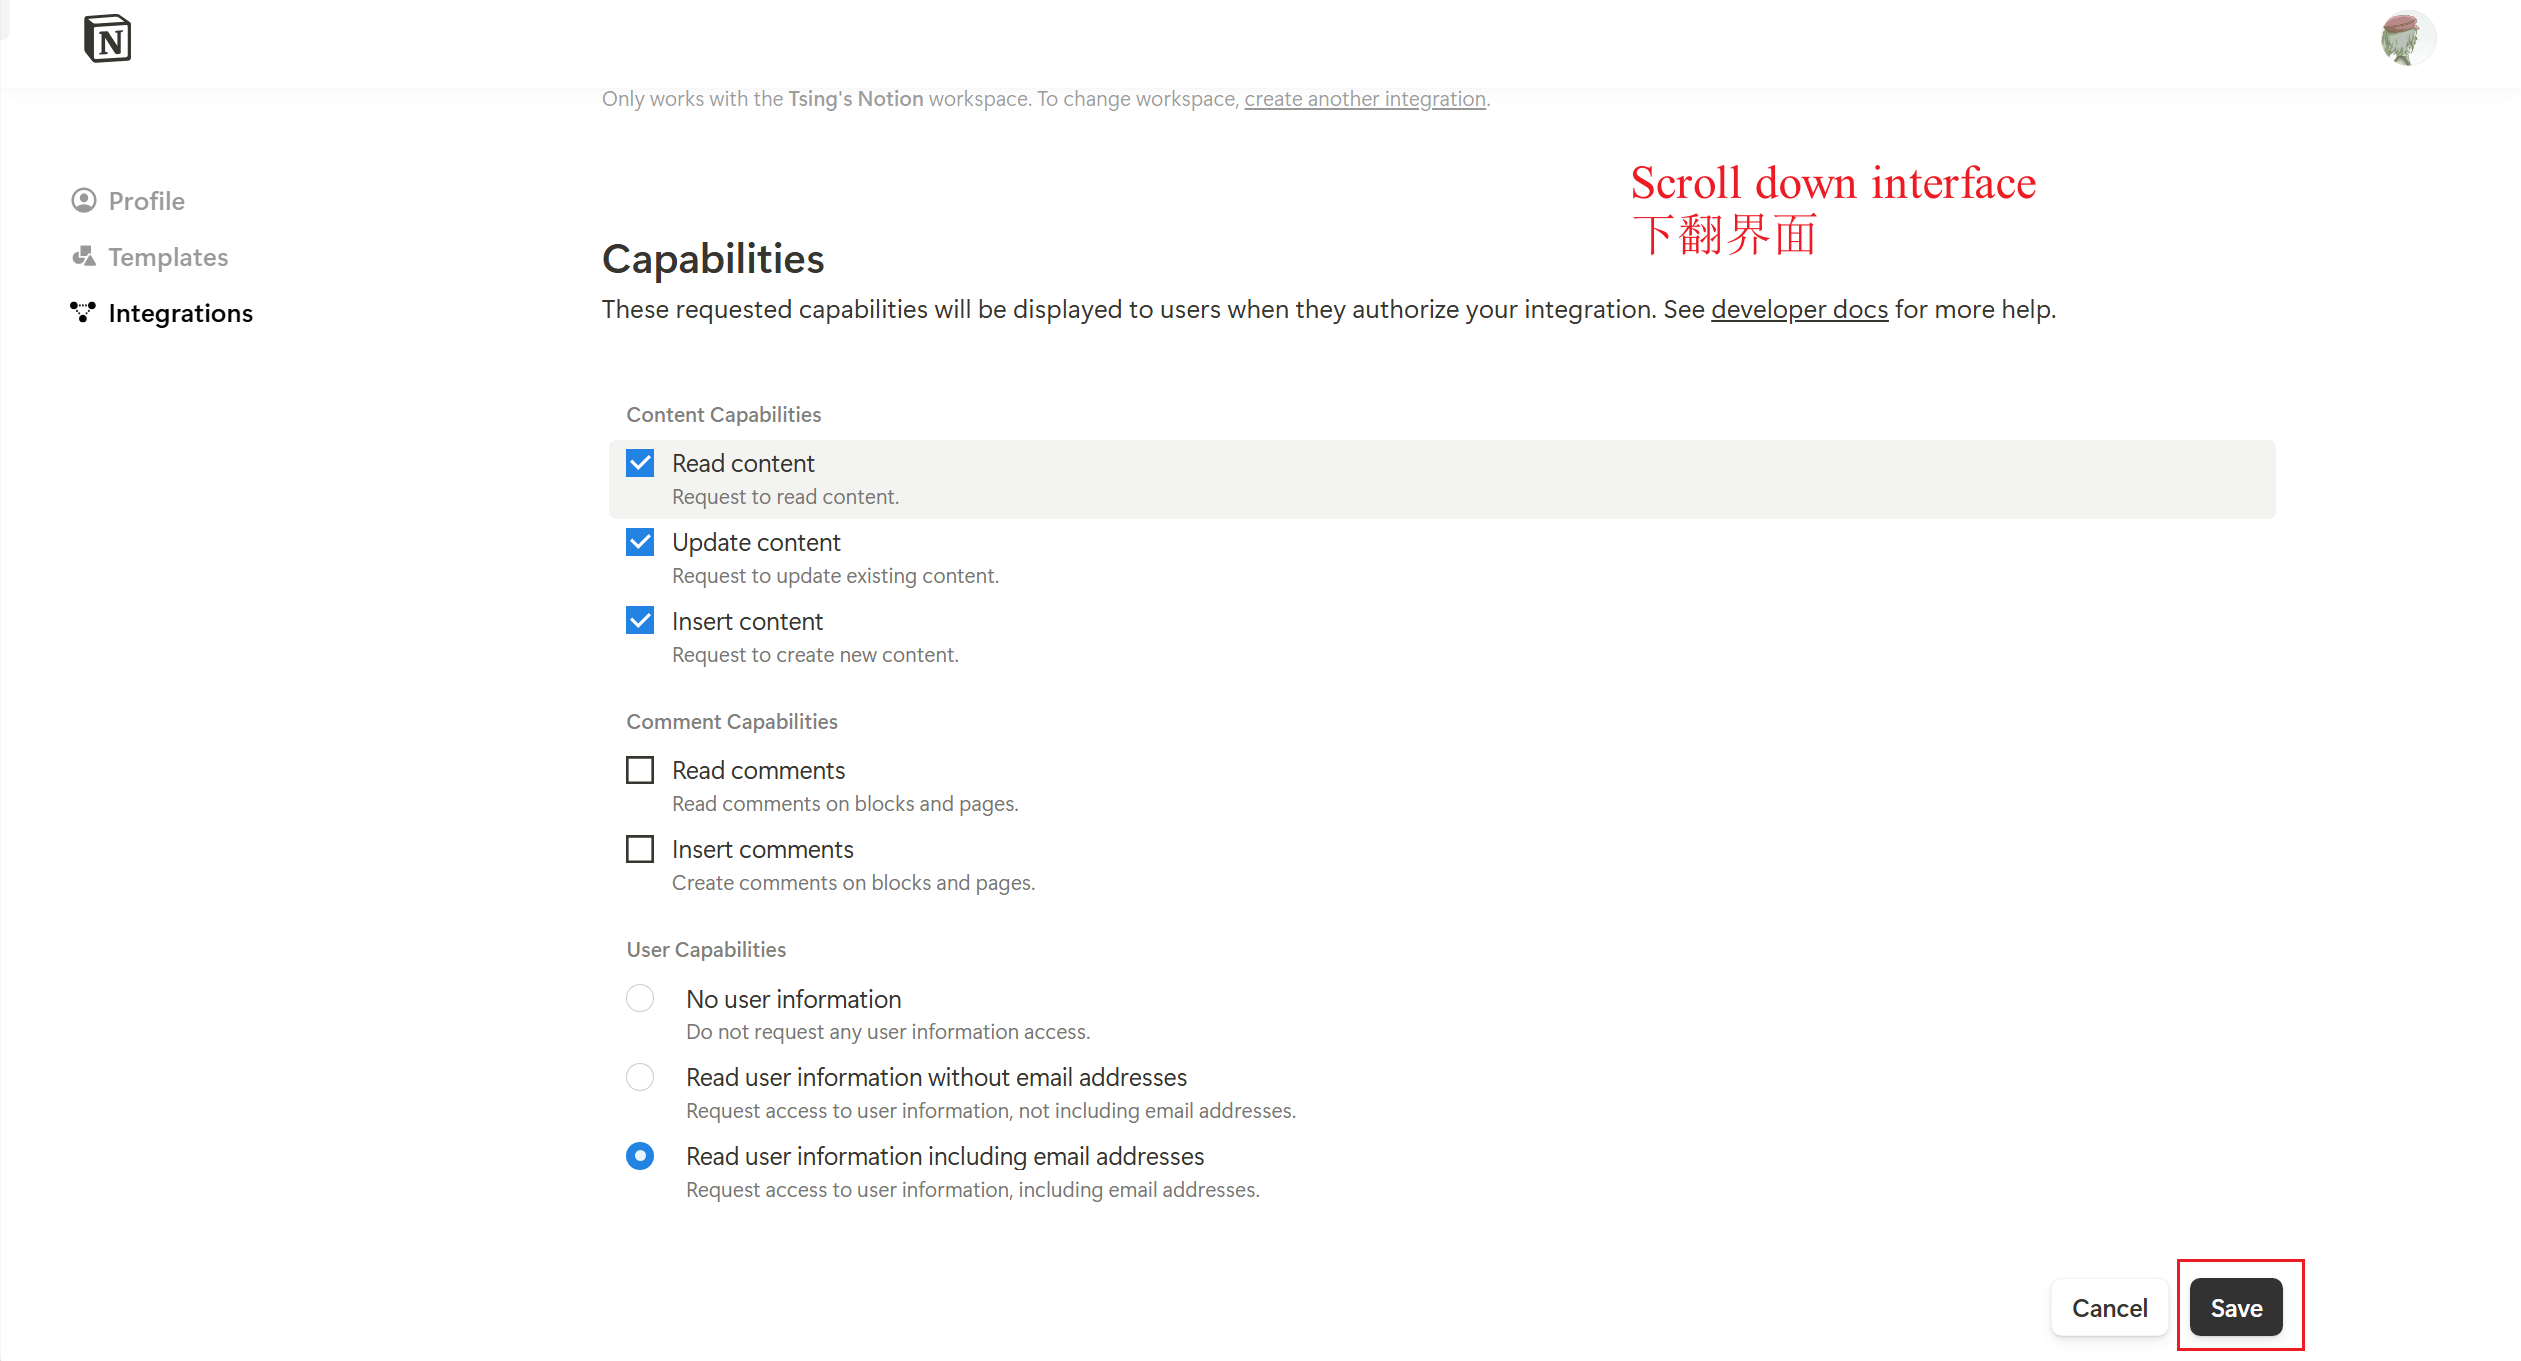 N
Only works with the Tsing's Notion workspace. To change workspace, create another integration.
Profile
Templates
Integrations
Scroll down interface
下翻界面
Capabilities
These requested capabilities will be displayed to users when they authorize your integration. See developer docs for more help.
Content Capabilities
Read content
Request to read content.
Update content
Request to update existing content.
Insert content
Request to create new content.
Comment Capabilities
Read comments
Read comments on blocks and pages.
Insert comments
Create comments on blocks and pages.
User Capabilities
No user information
Do not request any user information access.
Read user information without email addresses
Request access to user information, not including email addresses.
Read user information including email addresses
Request access to user information, including email addresses.
Cancel
Save